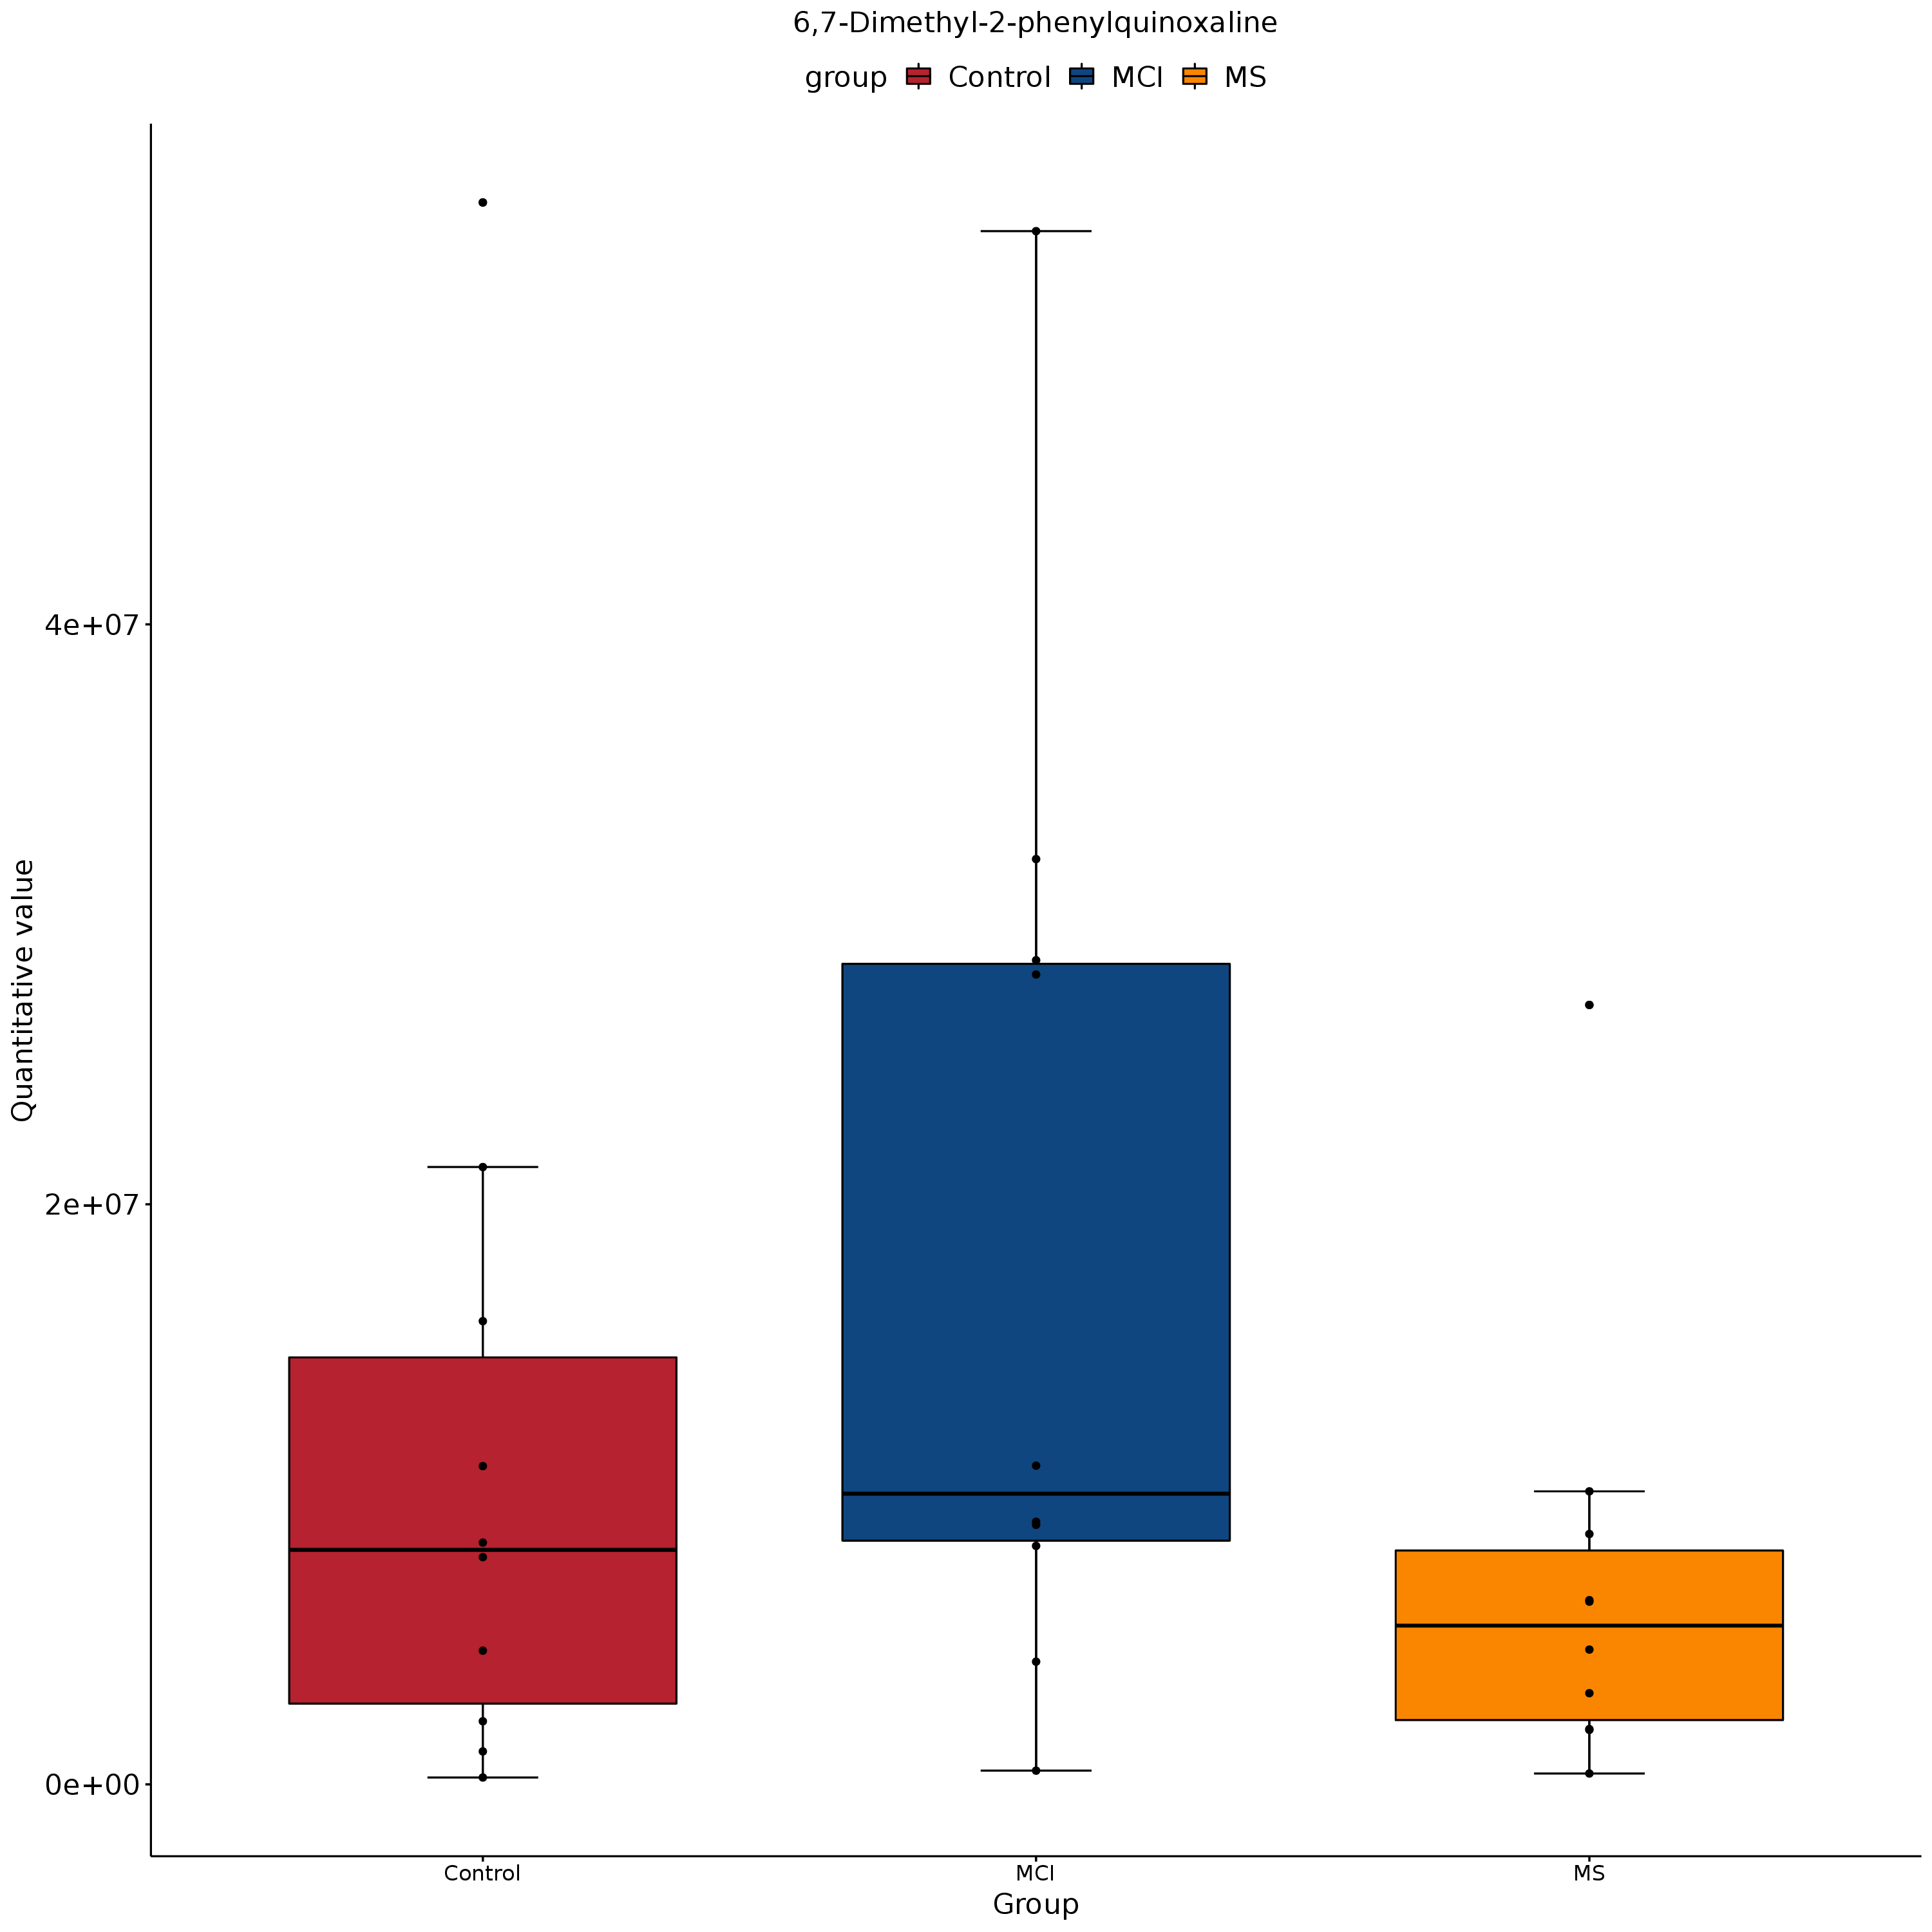 6,7-Dimethyl-2-phenylquinoxaline
group Control MCI MS
Quantitative value
4e+07
2e+07
0e+00
Control MCI MS
Group